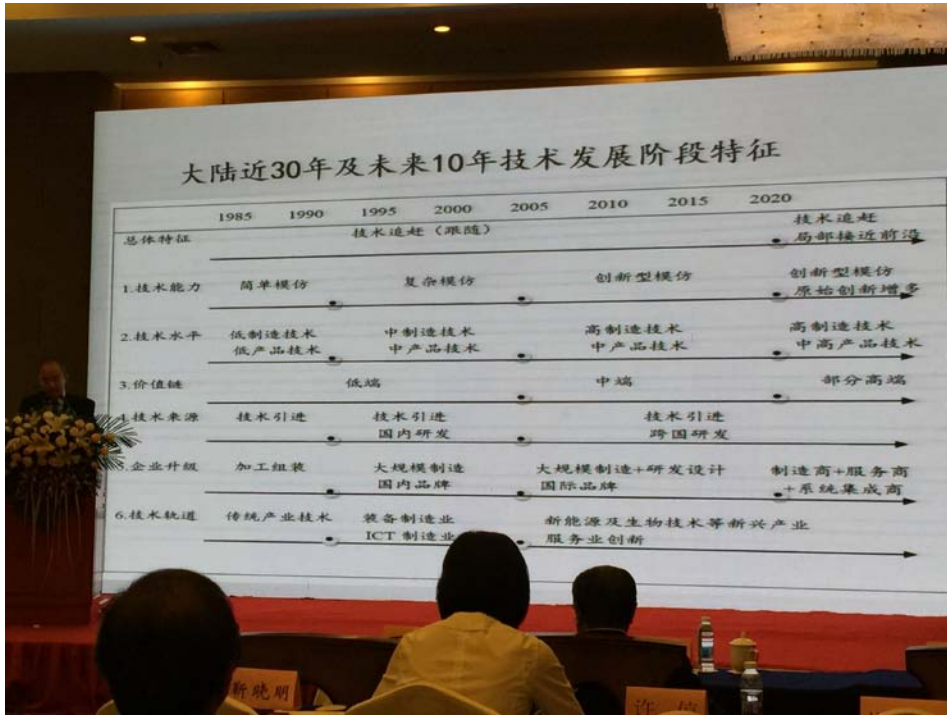 大陆近30年及未来10年技术发展阶段特征
1985 1990 1995 2000 2005 2010 2015 2020
总体特征 技术追赶（跟随） 技术追赶
局部接近前沿
1.技术能力 简单模仿 复杂模仿 创新型模仿 创新型模仿
原始创新增多
2.技术水平 低制造技术 中制造技术 高制造技术 高制造技术
低产品技术 中产品技术 中产品技术 中高产品技术
3.价值链 低端 中端 部分高端
4.技术来源 技术引进 技术引进 技术引进
国内研发 跨国研发
企业升级 加工组装 大规模制造 大规模制造+研发设计 制造商+服务商
国内品牌 国际品牌 +系统集成商
6.技术轨道 传统产业技术 装备制造业 新能源及生物技术等新兴产业
ICT 制造业 服务业创新
靳晓明
许 倞